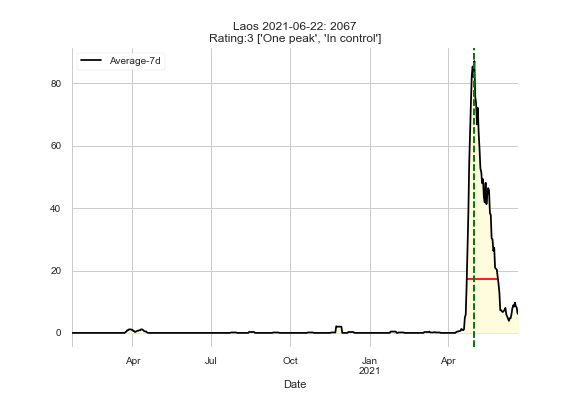 Laos 2021-06-22: 2067
Rating:3 ['One peak', 'In control']
Average-7d
80
60
40
20
0
Apr
Jul
Oct
Jan
2021
Apr
Date